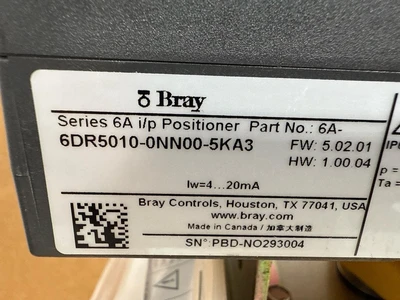 Bray
Series 6A i/p Positioner Part No.: 6A-
6DR5010-0NN00-5KA3 FW: 5.02.01
HW: 1.00 04
Iw=4...20mA
Bray Controls, Houston, TX 77041, USA
www.bray.com
Made in Canada / 加拿大制造
SN°:PBD-NO293004
p =
Ta =